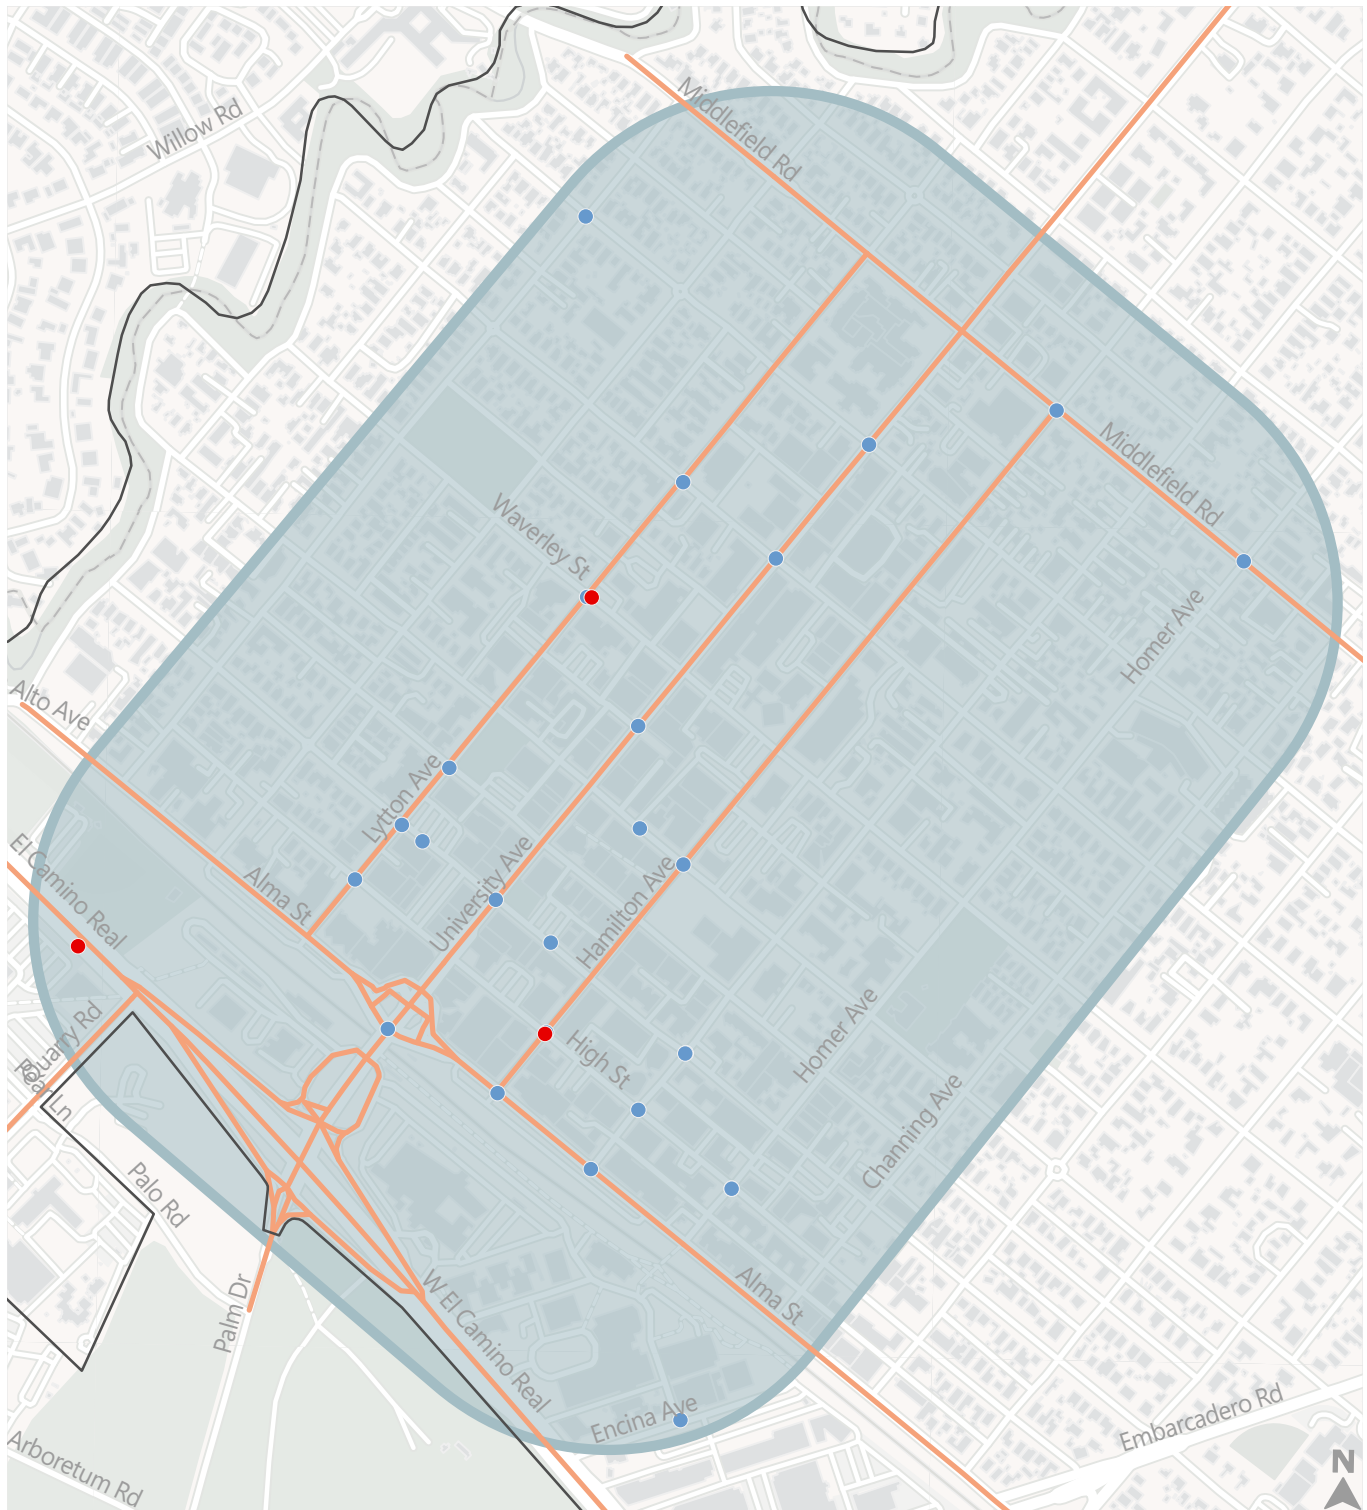 Middlefield Rd
Willow Rd
Middlefield Rd
Waverley St
Homer Ave
Alto Ave
Lytton Ave
El Camino Real
Alma St
University Ave
Hamilton Ave
Quarry Rd
Pear Ln
High St
Homer Ave
Channing Ave
Palo Rd
Palm Dr
W El Camino Real
Alma St
Encina Ave
Embarcadero Rd
Arboretum Rd
N